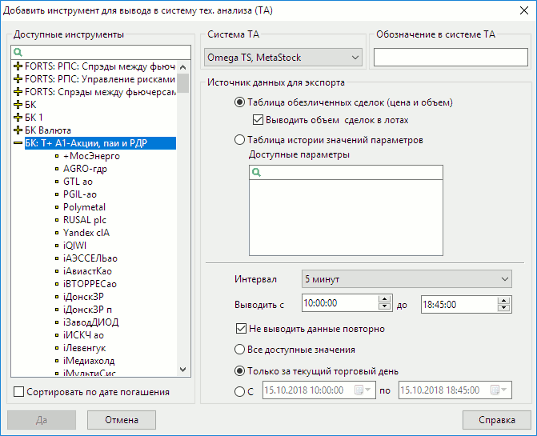 Добавить инструмент для вывода в систему тех. анализа (ТА)
Доступные инструменты
FORTS: РПС: Спрэды между фьюч
FORTS: РПС: Управление рисками
FORTS: Спрэды между фьючерсам
БК
БК 1
БК Валюта
БК: Т+ А1-Акции, паи и РДР
+МосЭнерго
AGRO-гдр
GTL ао
PGIL-ао
Polymetal
RUSAL plc
Yandex clA
iQIWI
iАЭССЕЛЬао
iАвиастКао
iВТОРРЕСао
iДонскЗР
iДонскЗР п
iЗаводДИОД
iИСКЧ ао
iЛевенгук
iМедиахолд
iМультиСис
Сортировать по дате погашения
Да
Отмена
Система ТА
Omega TS, MetaStock
Обозначение в системе ТА
Источник данных для экспорта
Таблица обезличенных сделок (цена и объем)
Выводить объем сделок в лотах
Таблица истории значений параметров
Доступные параметры
Интервал
5 минут
Выводить с 10:00:00 до 18:45:00
Не выводить данные повторно
Все доступные значения
Только за текущий торговый день
С 15.10.2018 10:00:00 по 15.10.2018 18:45:00
Справка